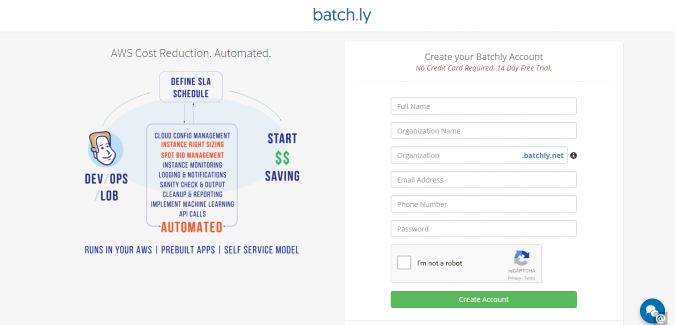 batch.ly
AWS Cost Reduction. Automated.
DEFINE SLA
SCHEDULE
CLOUD CONFIG MANAGEMENT
INSTANCE RIGHT SIZING
SPOT BID MANAGEMENT
INSTANCE MONITORING
LOGGING & NOTIFICATIONS
SANITY CHECK & OUTPUT
CLEANUP & REPORTING
IMPLEMENT MACHINE LEARNING
API CALLS
AUTOMATED
DEV/OPS
/LOB
START
$$
SAVING
RUNS IN YOUR AWS | PREBUILT APPS | SELF SERVICE MODEL
Create your Batchly Account
No Credit Card Required, 14 Day Free Trial.
Full Name
Organization Name
Organization .batchly.net
Email Address
Phone Number
Password
I'm not a robot
reCAPTCHA
Privacy - Terms
Create Account